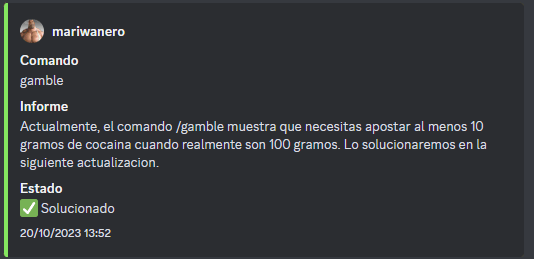 mariwanero
Comando
gamble
Informe
Actualmente, el comando /gamble muestra que necesitas apostar al menos 10
gramos de cocaina cuando realmente son 100 gramos. Lo solucionaremos en la
siguiente actualizacion.
Estado
✅ Solucionado
20/10/2023 13:52